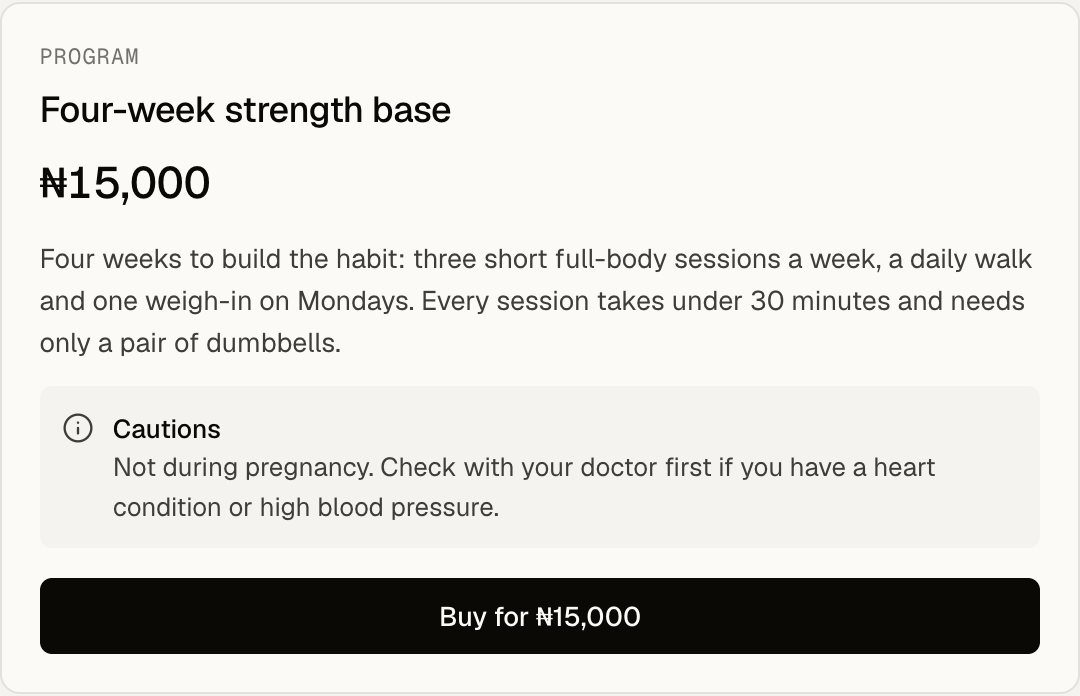 PROGRAM
Four-week strength base
₦15,000
Four weeks to build the habit: three short full-body sessions a week, a daily walk
and one weigh-in on Mondays. Every session takes under 30 minutes and needs
only a pair of dumbbells.
Cautions
Not during pregnancy. Check with your doctor first if you have a heart
condition or high blood pressure.
Buy for ₦15,000